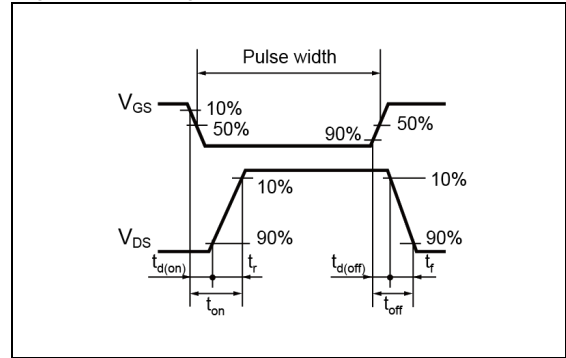 Pulse width
VGS
10%
50%
90%
50%
10%
10%
VDS
90%
90%
td(on)
tr
td(off)
tf
ton
toff